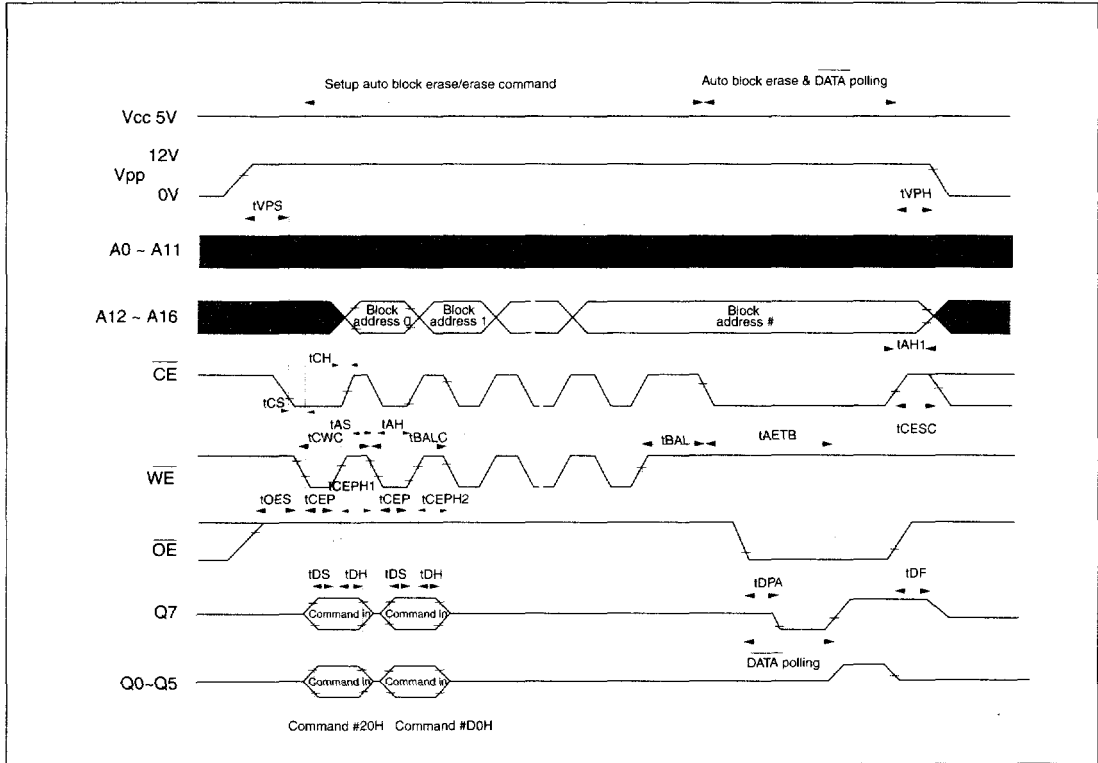 Setup auto block erase/erase command
Auto block erase & DATA polling
Vcc 5V
12V
Vpp
0V
tVPS
tVPH
A0 ~ A11
A12 ~ A16
Block address 0
Block address 1
Block address #
tAH1
tCH
CE
tCS
tCESC
tAS
tAH
tCWC
tBALC
tBAL
tAETB
WE
tCEPH1
tOES
tCEP
tCEP
tCEPH2
OE
tDS
tDH
tDS
tDH
tDPA
tDF
Q7
Command in
Command in
DATA polling
Q0~Q5
Command in
Command in
Command #20H
Command #D0H